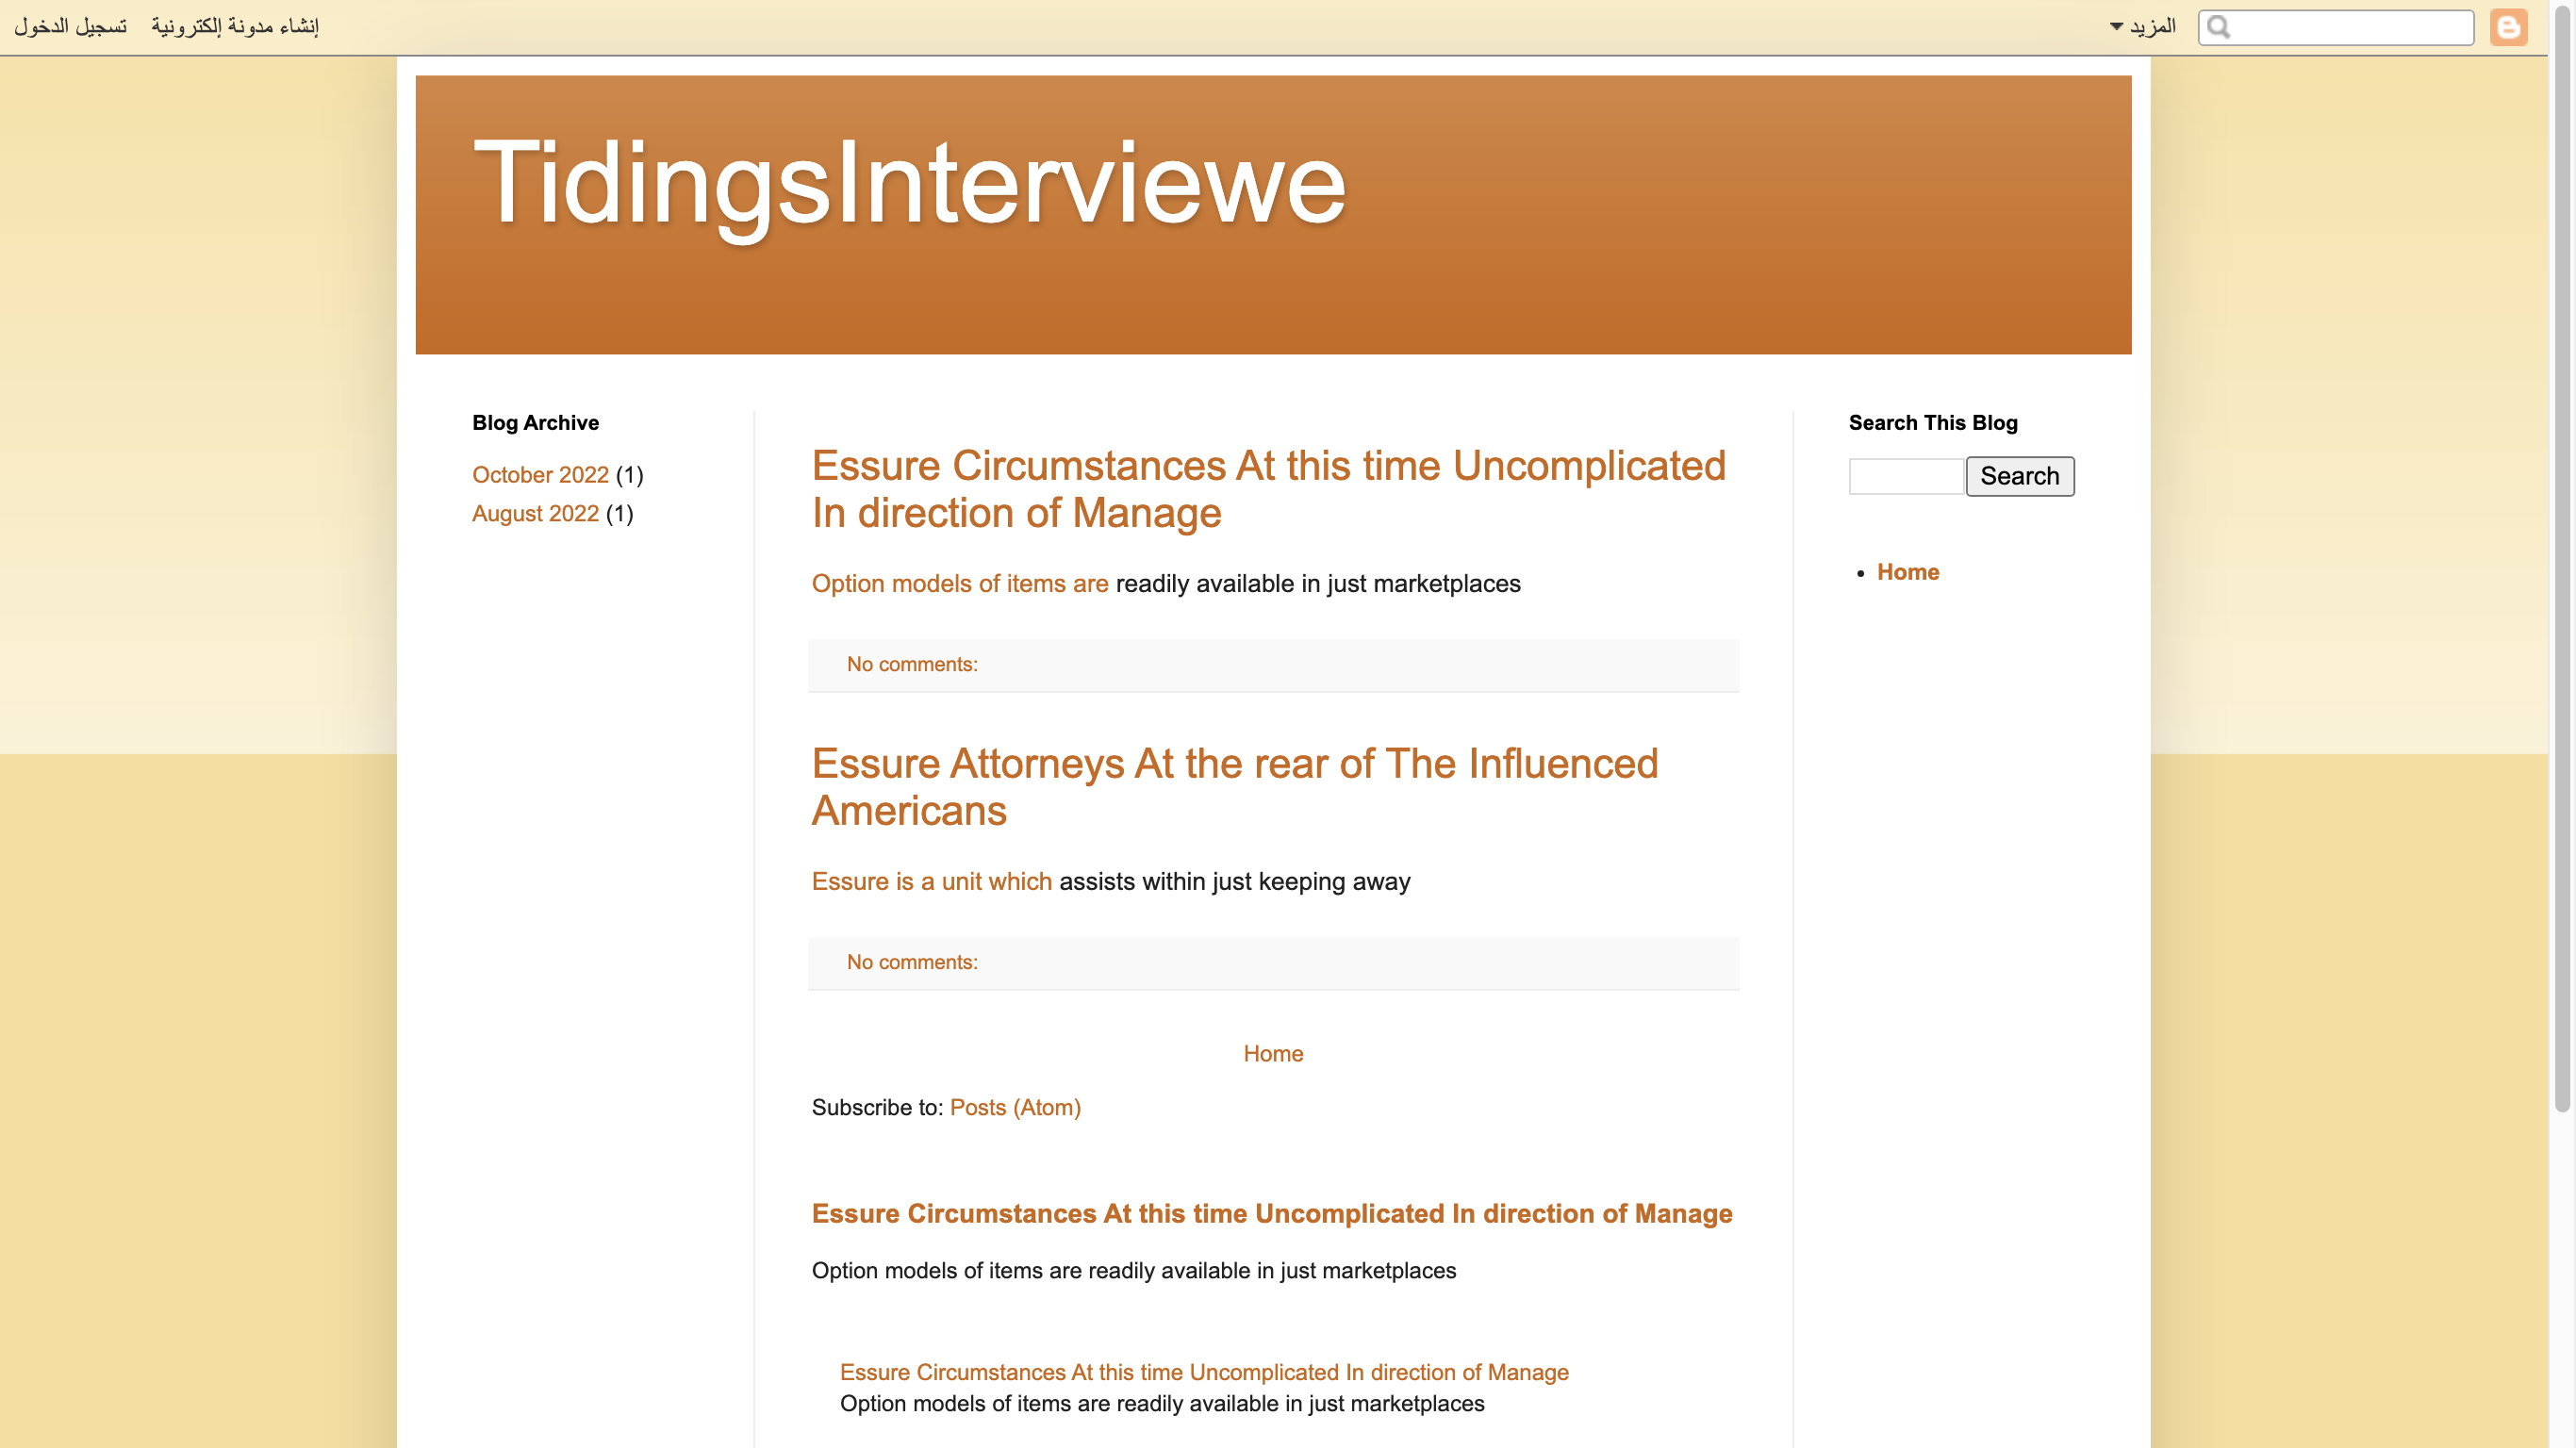 تسجيل الدخول
إنشاء مدونة إلكترونية
المزيد
TidingsInterviewe
Blog Archive
October 2022 (1)
August 2022 (1)
Essure Circumstances At this time Uncomplicated
In direction of Manage
Option models of items are readily available in just marketplaces
No comments:
Essure Attorneys At the rear of The Influenced
Americans
Essure is a unit which assists within just keeping away
No comments:
Home
Subscribe to: Posts (Atom)
Essure Circumstances At this time Uncomplicated In direction of Manage
Option models of items are readily available in just marketplaces
Essure Circumstances At this time Uncomplicated In direction of Manage
Option models of items are readily available in just marketplaces
Search This Blog
Search
Home